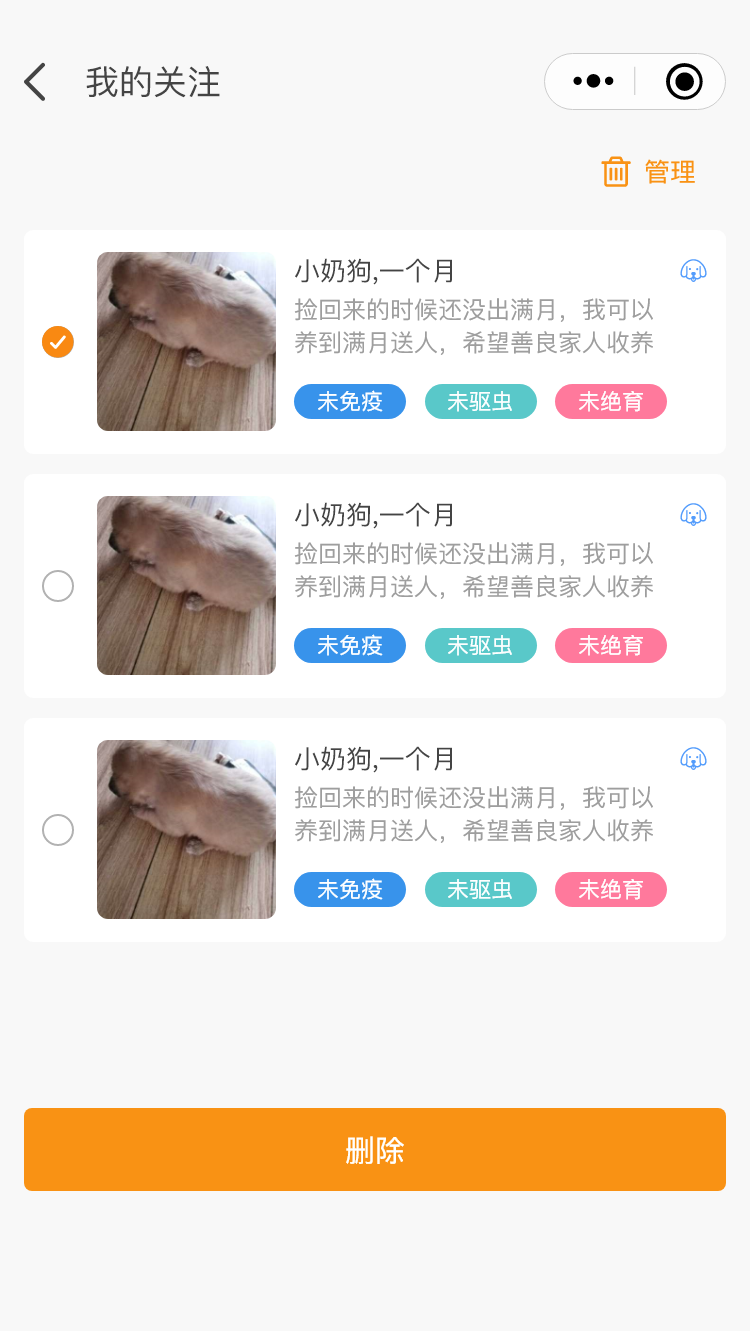 我的关注
管理
小奶狗,一个月
捡回来的时候还没出满月，我可以
养到满月送人，希望善良家人收养
未免疫 未驱虫 未绝育
小奶狗,一个月
捡回来的时候还没出满月，我可以
养到满月送人，希望善良家人收养
未免疫 未驱虫 未绝育
小奶狗,一个月
捡回来的时候还没出满月，我可以
养到满月送人，希望善良家人收养
未免疫 未驱虫 未绝育
删除